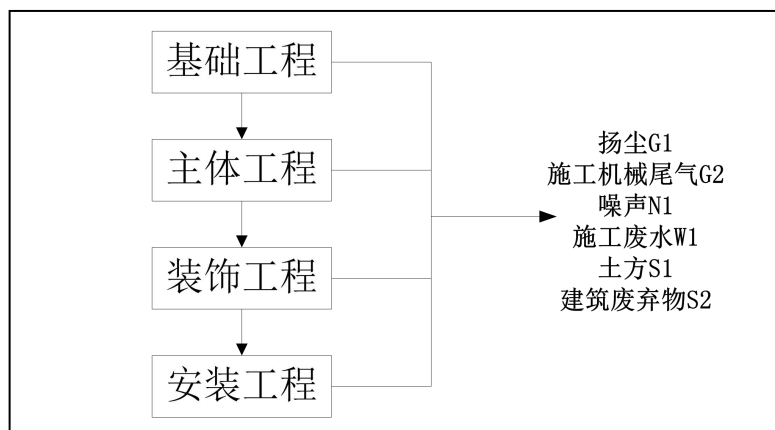 基础工程
主体工程
装饰工程
安装工程
扬尘G1
施工机械尾气G2
噪声N1
施工废水W1
土方S1
建筑废弃物S2